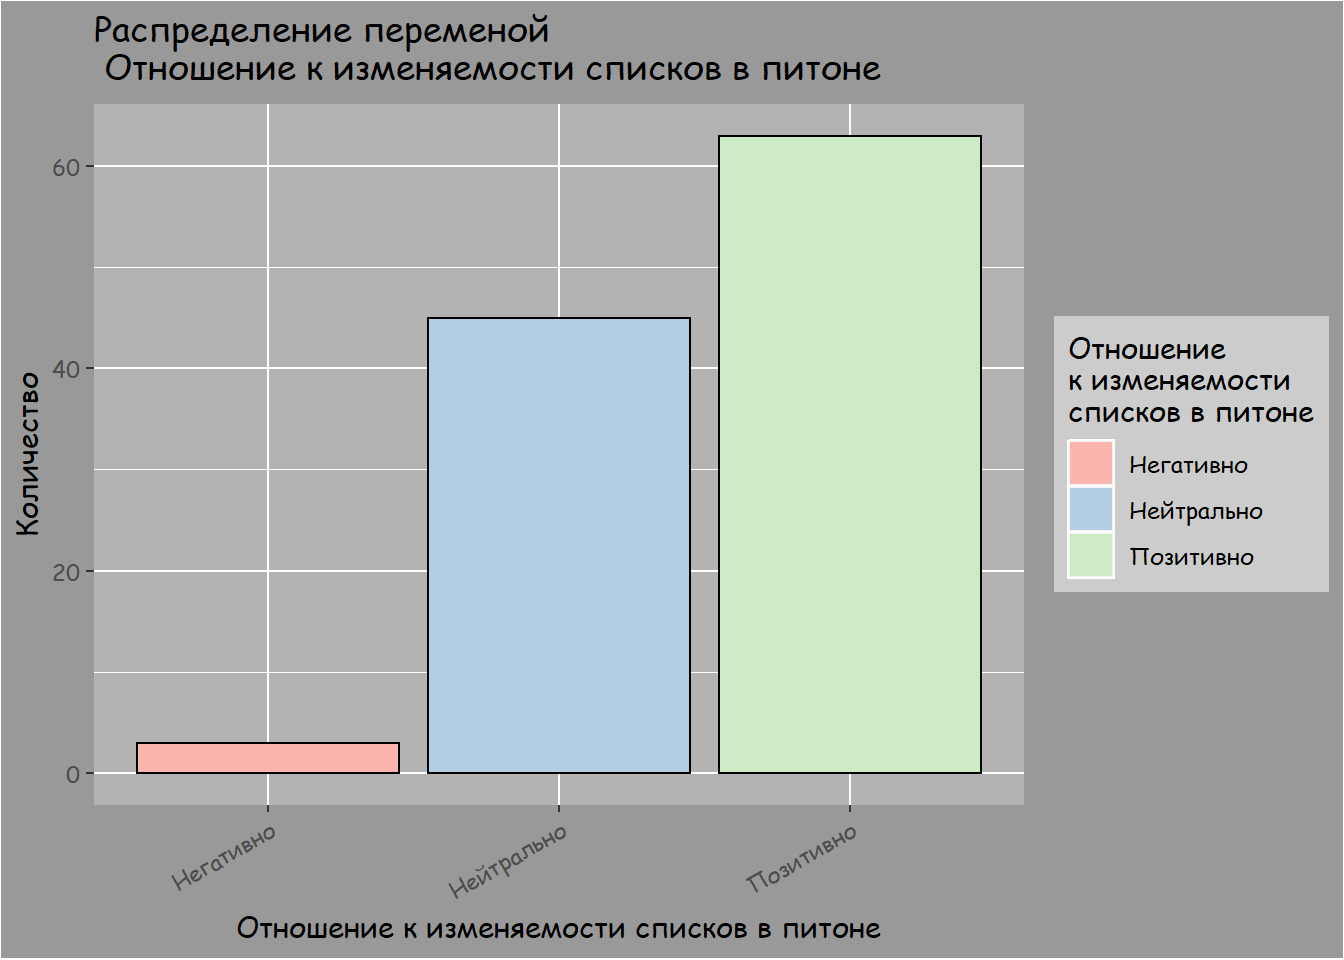 Распределение переменой
Отношение к изменяемости списков в питоне
Количество
60
40
20
0
Негативно
Нейтрально
Позитивно
Отношение к изменяемости списков в питоне
Отношение
к изменяемости
списков в питоне
Негативно
Нейтрально
Позитивно